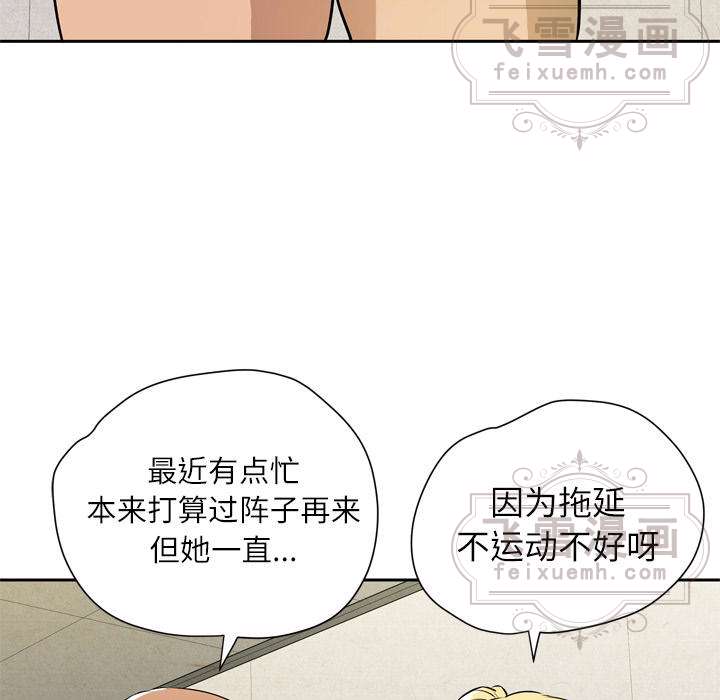 飞雪漫画
feixuemh.com
最近有点忙
本来打算过阵子再来
但她一直...
因为拖延
不运动不好呀
飞雪漫画
feixuemh.com